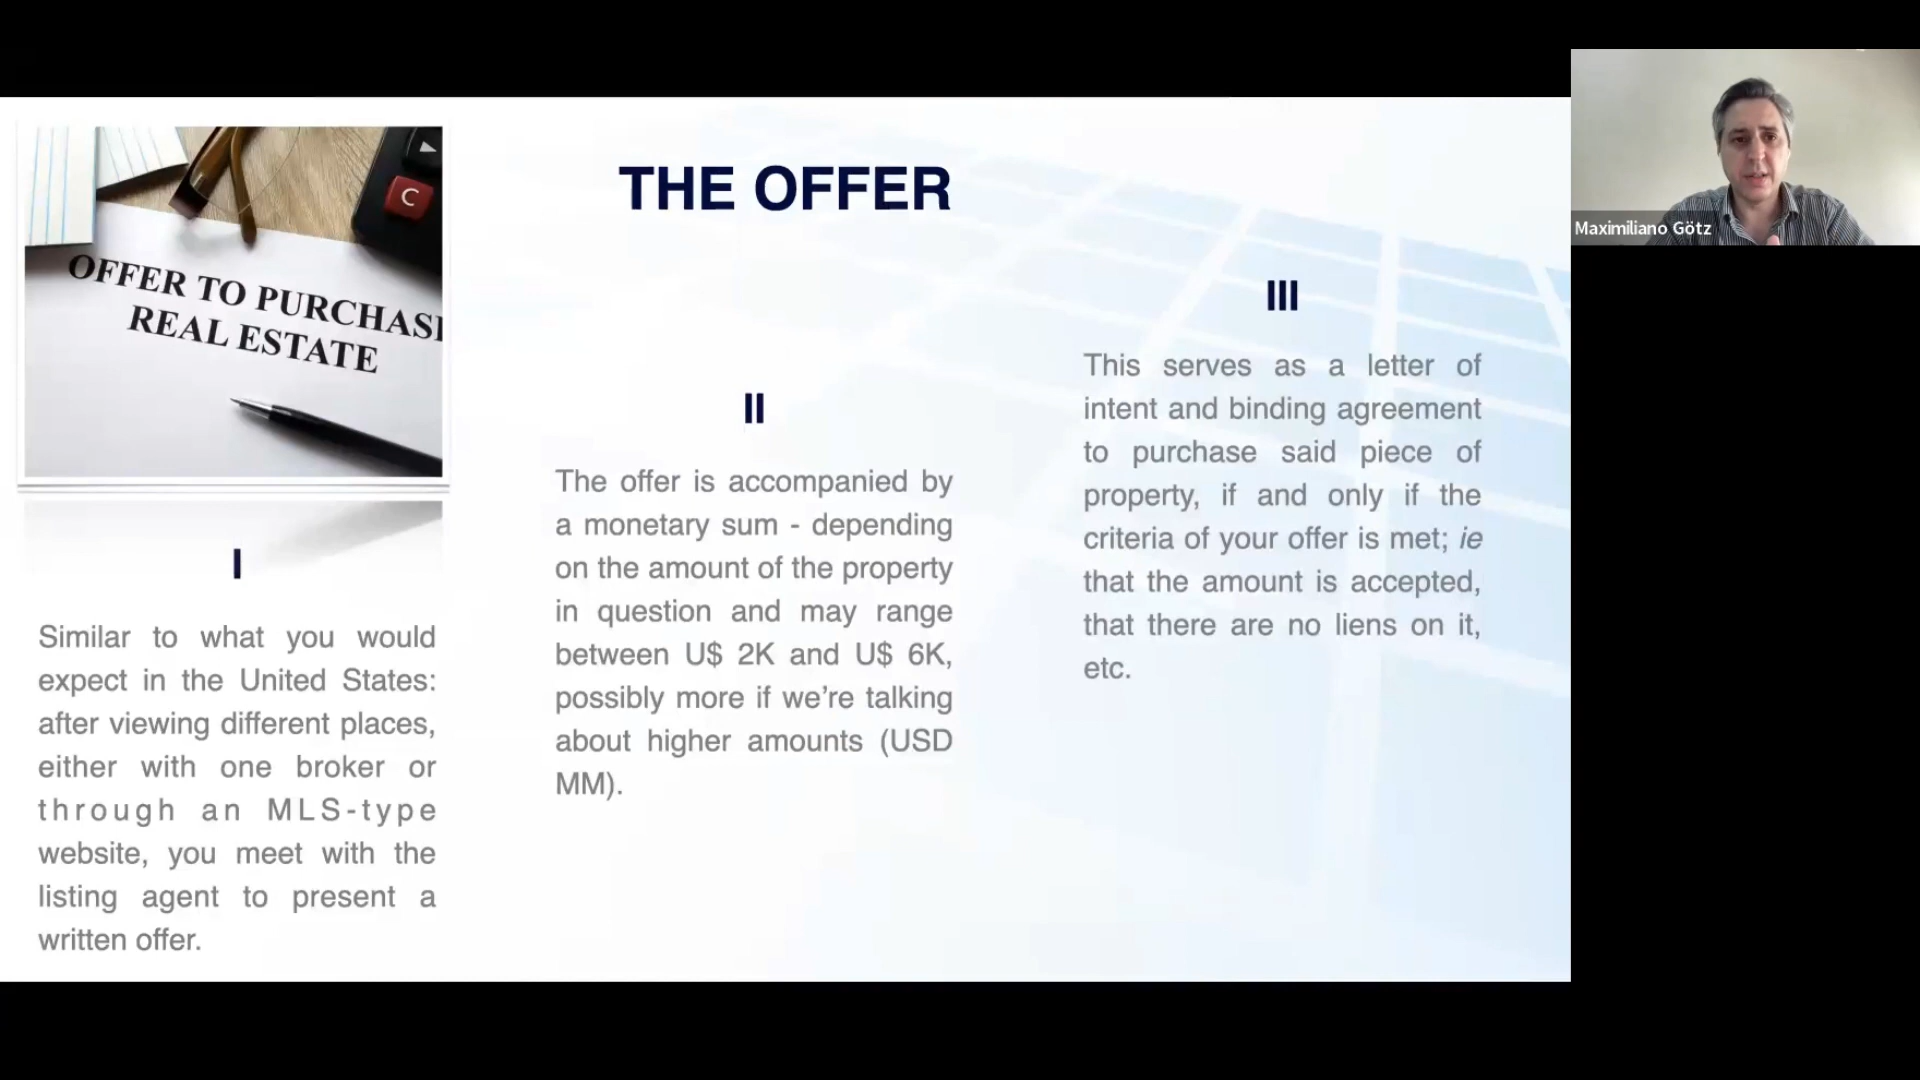 THE OFFER
C
OFFER TO PURCHASE
REAL ESTATE
I
Similar to what you would
expect in the United States:
after viewing different places,
either with one broker or
through an MLS-type
website, you meet with the
listing agent to present a
written offer.
II
The offer is accompanied by
a monetary sum - depending
on the amount of the property
in question and may range
between U$ 2K and U$ 6K,
possibly more if we’re talking
about higher amounts (USD
MM).
III
This serves as a letter of
intent and binding agreement
to purchase said piece of
property, if and only if the
criteria of your offer is met; ie
that the amount is accepted,
that there are no liens on it,
etc.
Maximiliano Götz